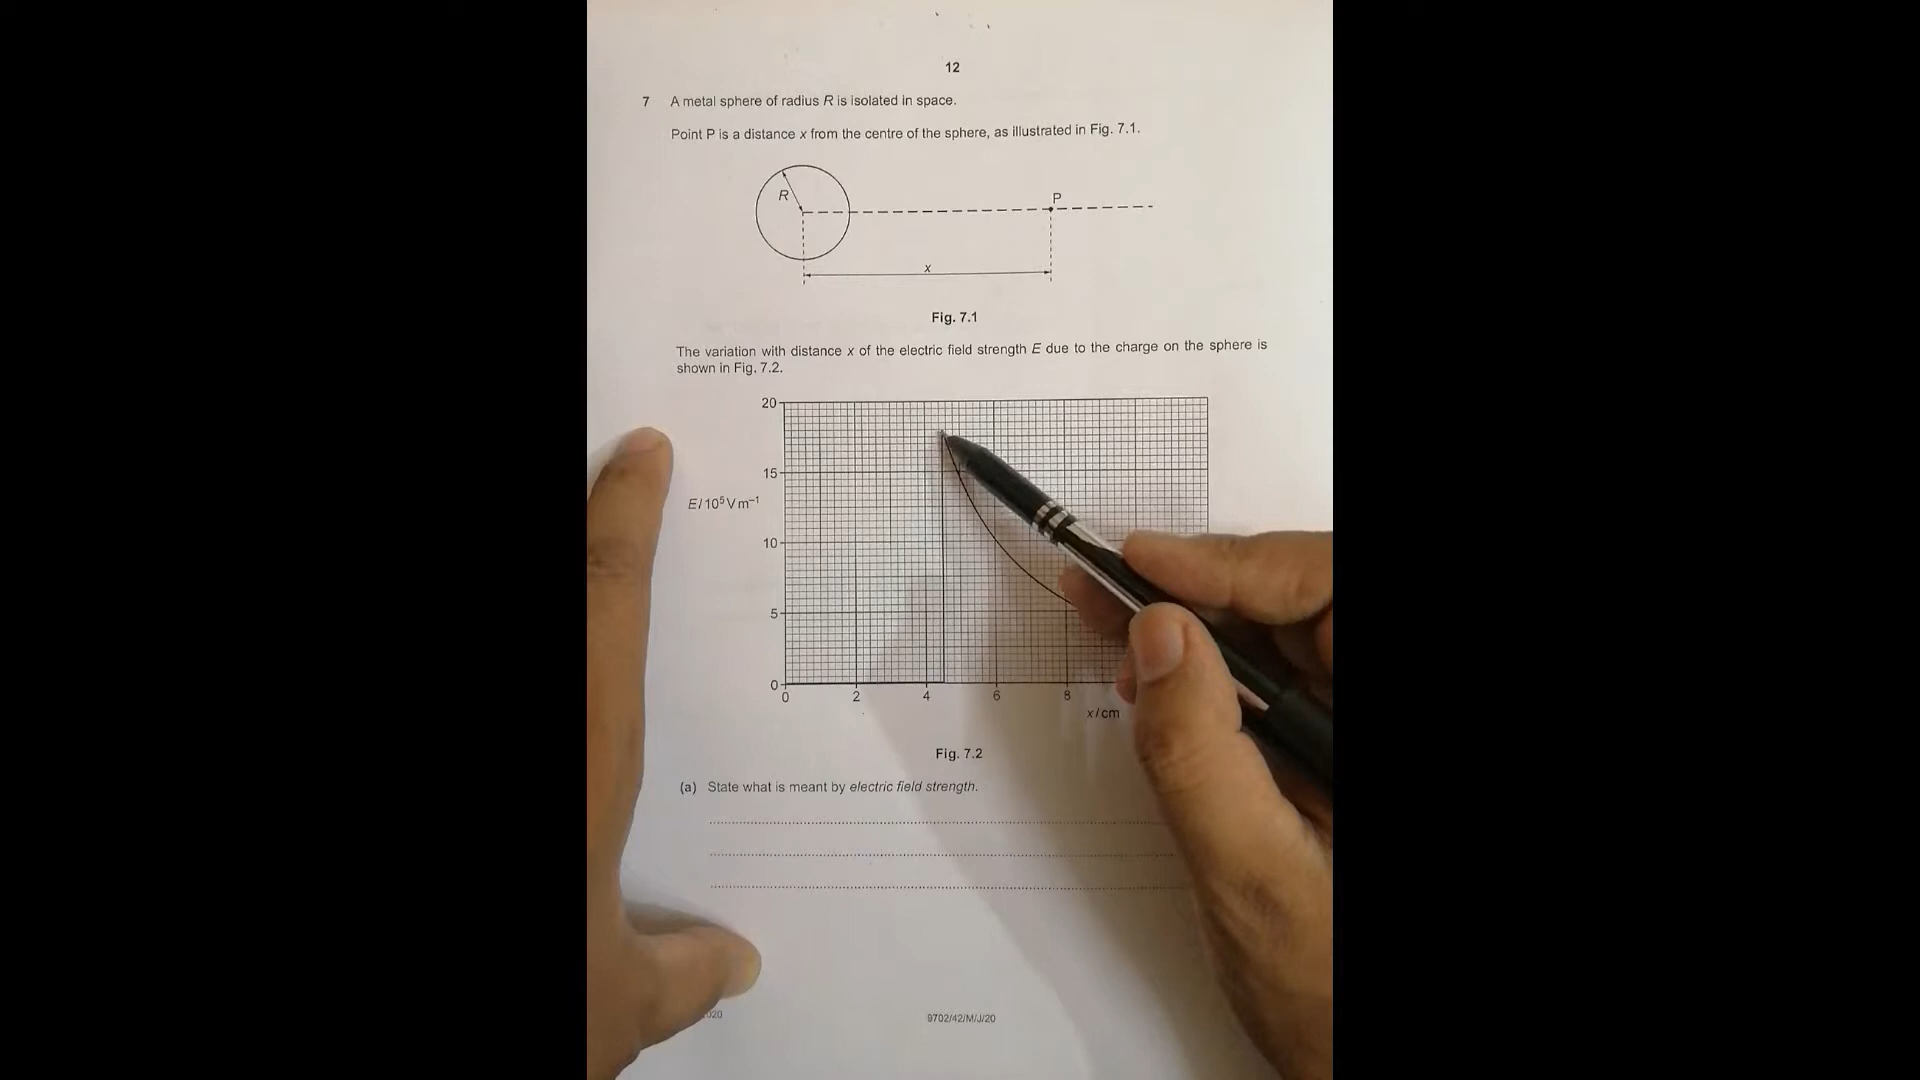 12
7 A metal sphere of radius R is isolated in space.
Point P is a distance x from the centre of the sphere, as illustrated in Fig. 7.1.
R
P
x
Fig. 7.1
The variation with distance x of the electric field strength E due to the charge on the sphere is
shown in Fig. 7.2.
20
15
E/10⁵Vm⁻¹
10
5
0
0 2 4 6 8
x/cm
Fig. 7.2
(a) State what is meant by electric field strength.
020
9702/42/M/J/20